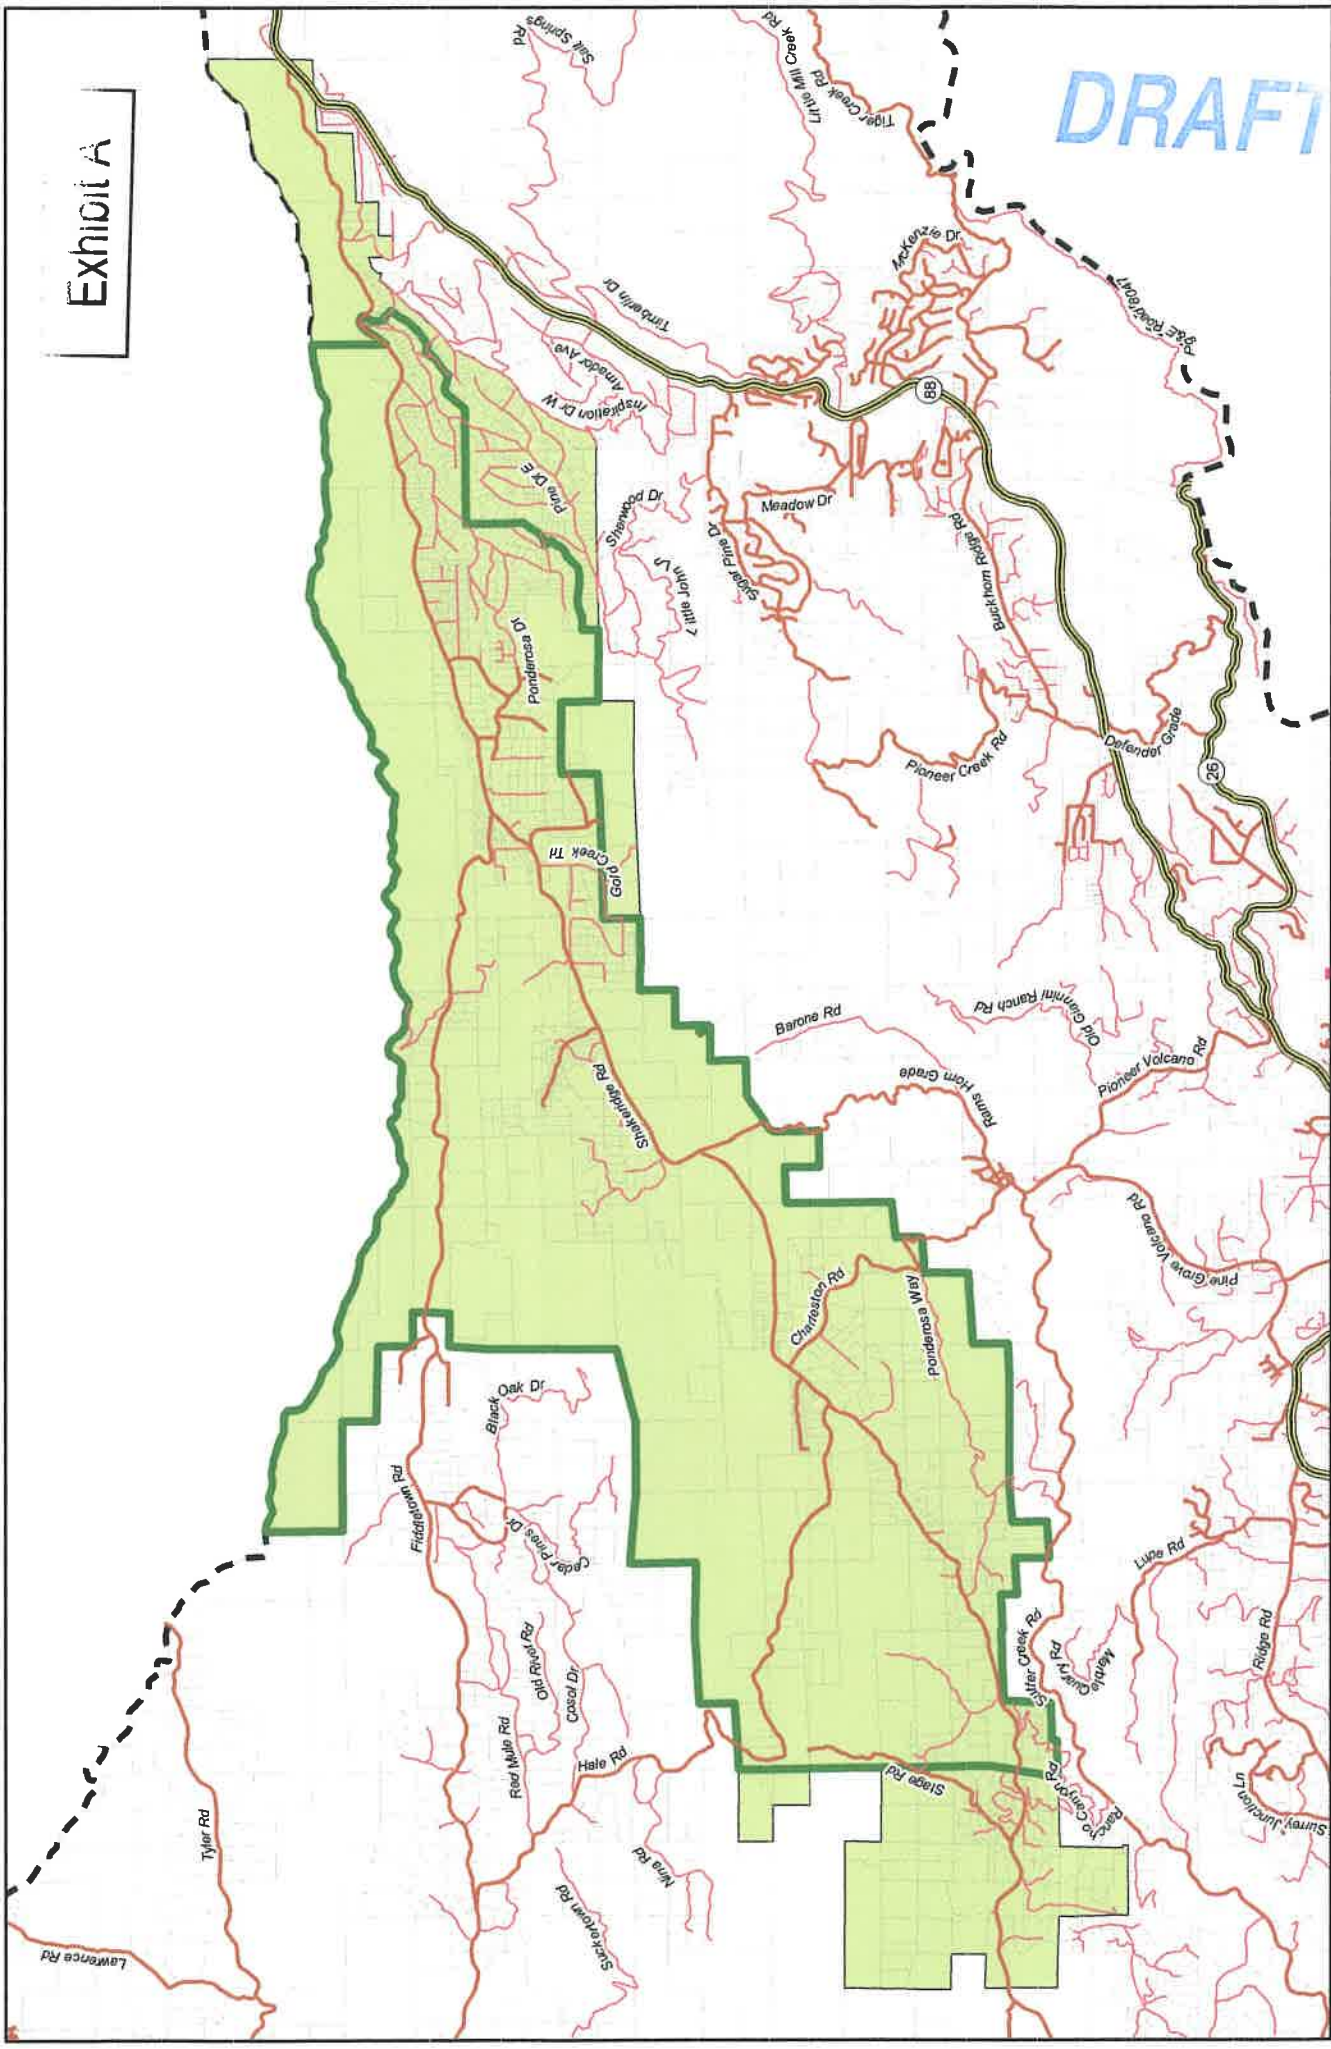 Exhibit A
DRAFT
Salt Springs
Rd
Little Mill Creek Rd
Tiger Creek Rd
McKenzie Dr
Pg&E Road 8047
Timberlin Dr
Amador Ave
Inspiration Dr W
88
Pine Dr E
Sherwood Dr
Little John Ln
Meadow Dr
Sugar Pine Dr
Buckhorn Ridge Rd
Ponderosa Dr
Defender Grade
Pioneer Creek Rd
26
Gold Creek Trl
Barone Rd
Old Giannini Ranch Rd
Rams Horn Grade
Pioneer Volcano Rd
Shakeridge Rd
Pine Grove Volcano Rd
Charleston Rd
Ponderosa Way
Black Oak Dr
Fiddletown Rd
Cedar Pines Dr
Lupe Rd
Old River Rd
Cosol Dr
Sutter Creek Rd
Marble Quarry Rd
Ridge Rd
Red Mule Rd
Hale Rd
Stage Rd
Rancho Canyon Rd
Surrey Junction Ln
Tyler Rd
Nina Rd
Suckertown Rd
Lawrence Rd